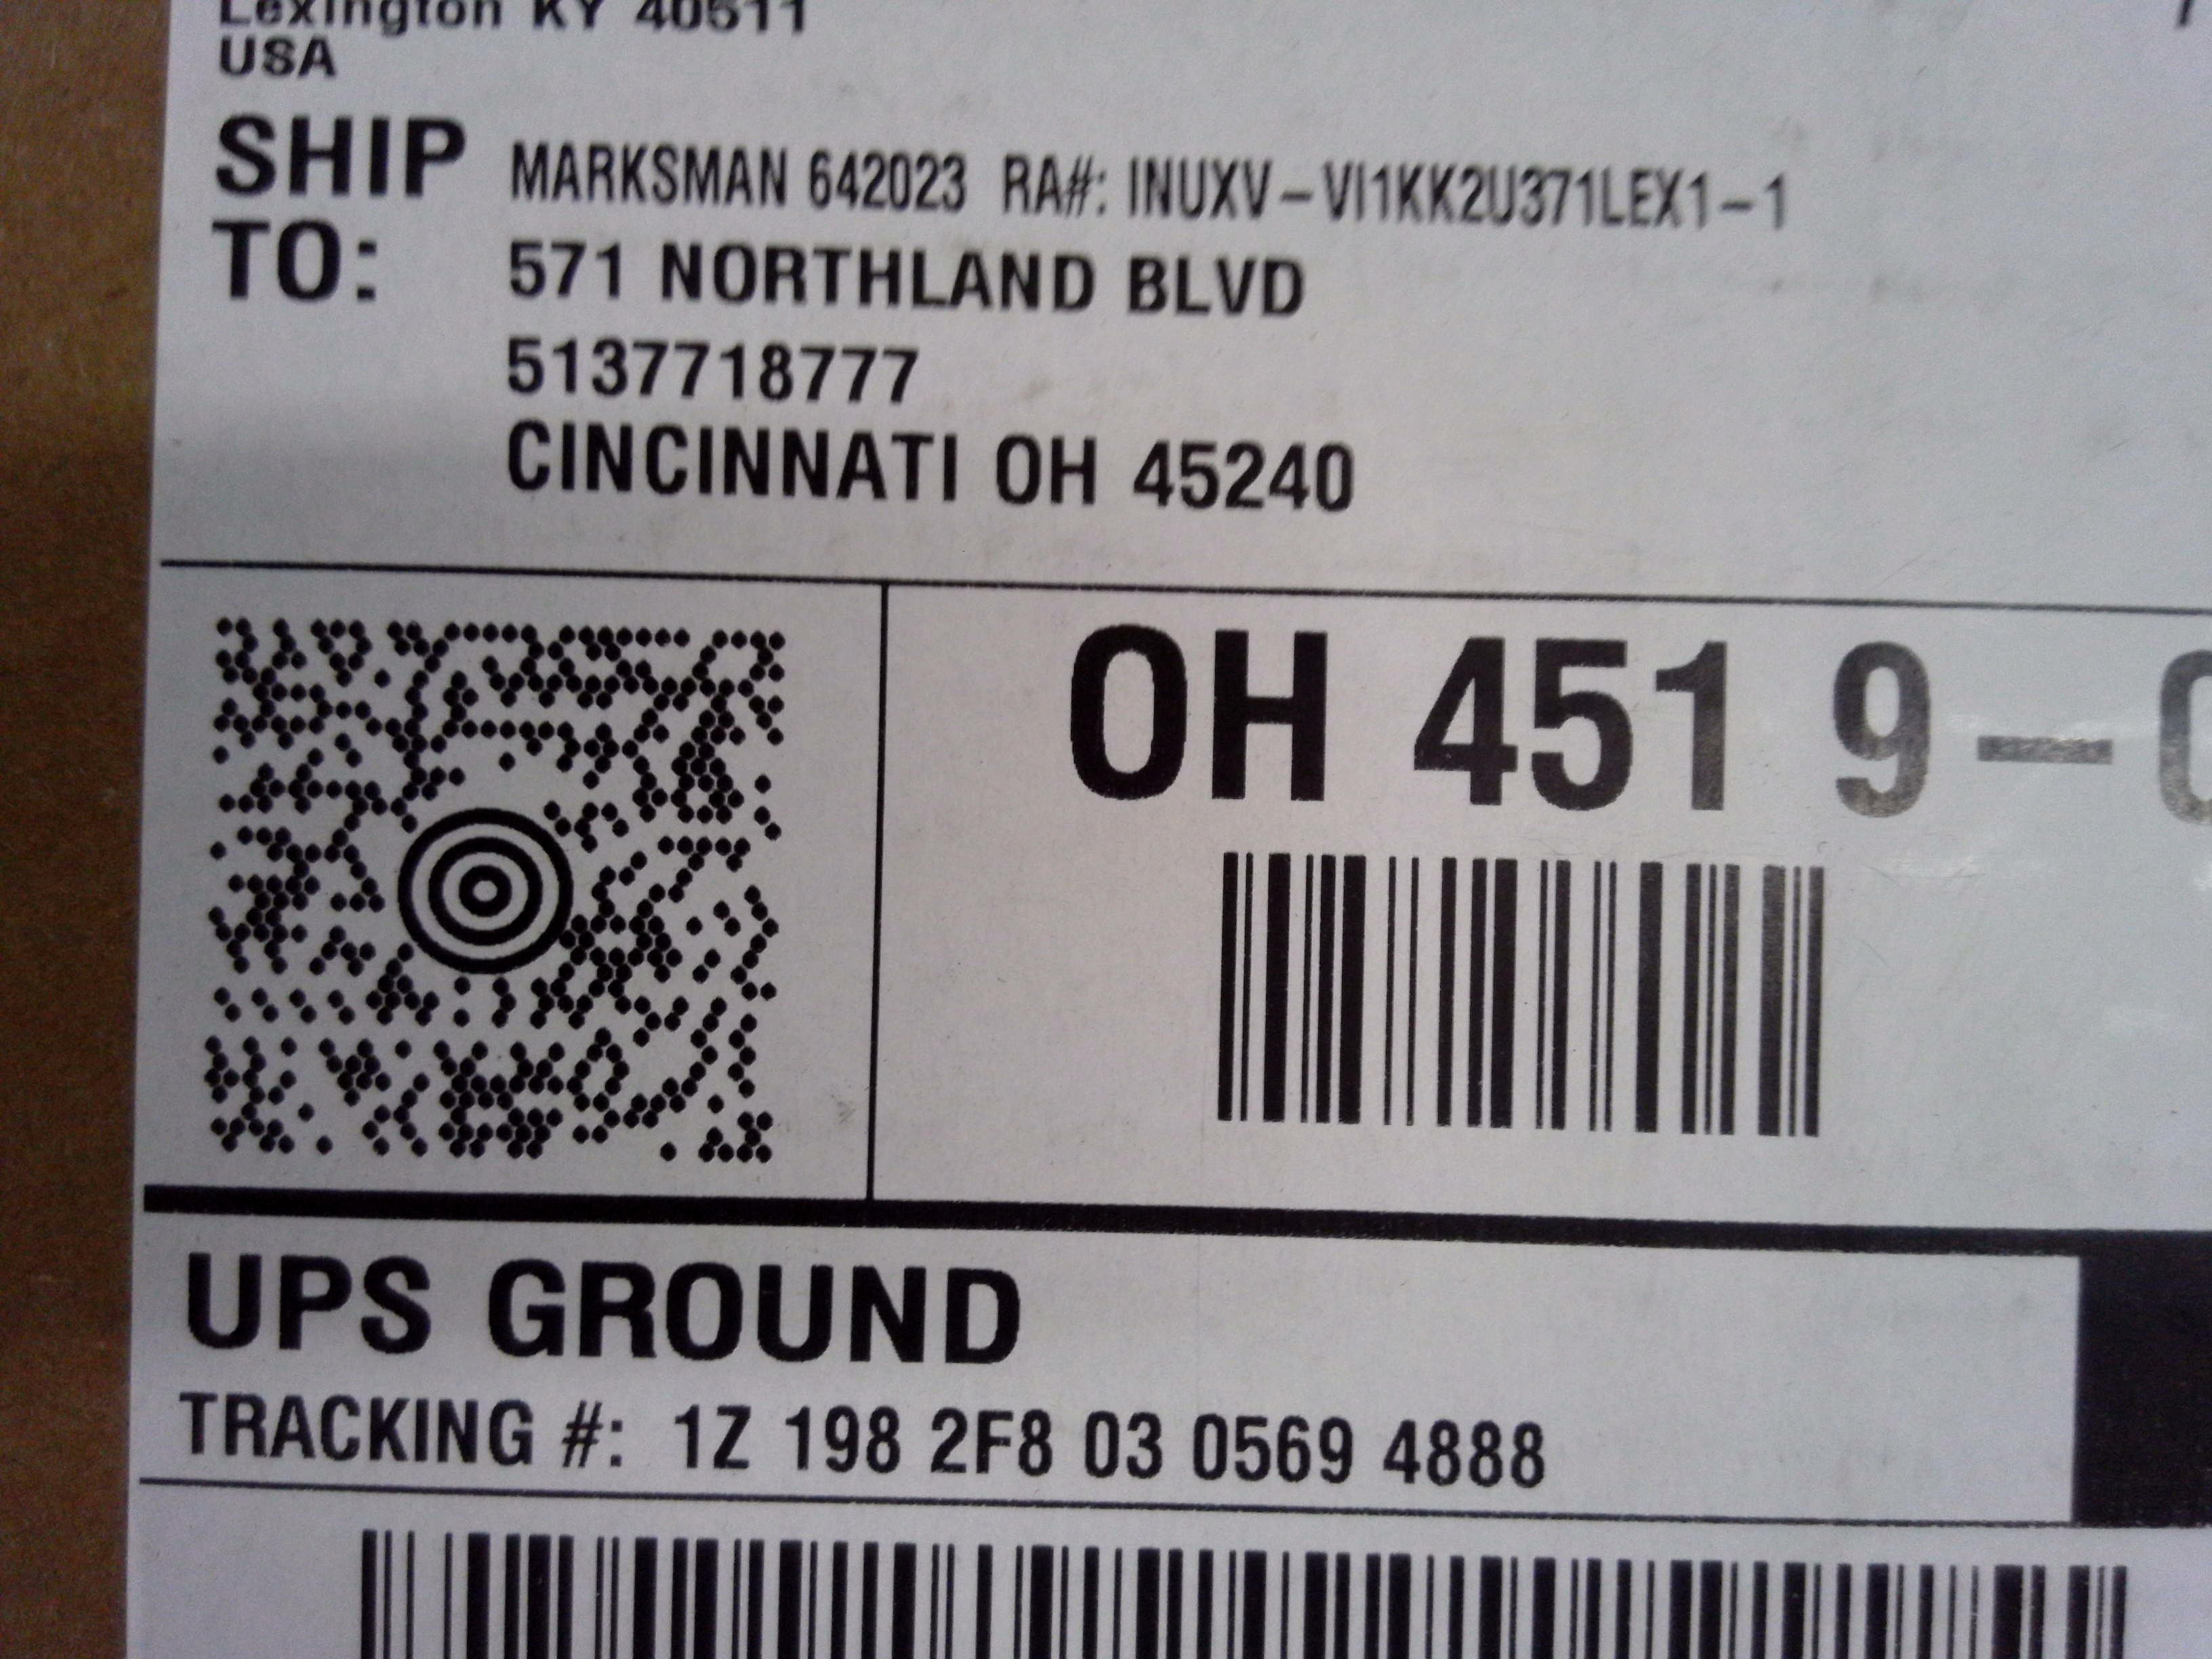 Lexington KY 40511
USA
SHIP TO:
MARKSMAN 642023 RA#: INUXV-VI1KK2U371LEX1-1
571 NORTHLAND BLVD
5137718777
CINCINNATI OH 45240
OH 451 9-0
UPS GROUND
TRACKING #: 1Z 198 2F8 03 0569 4888